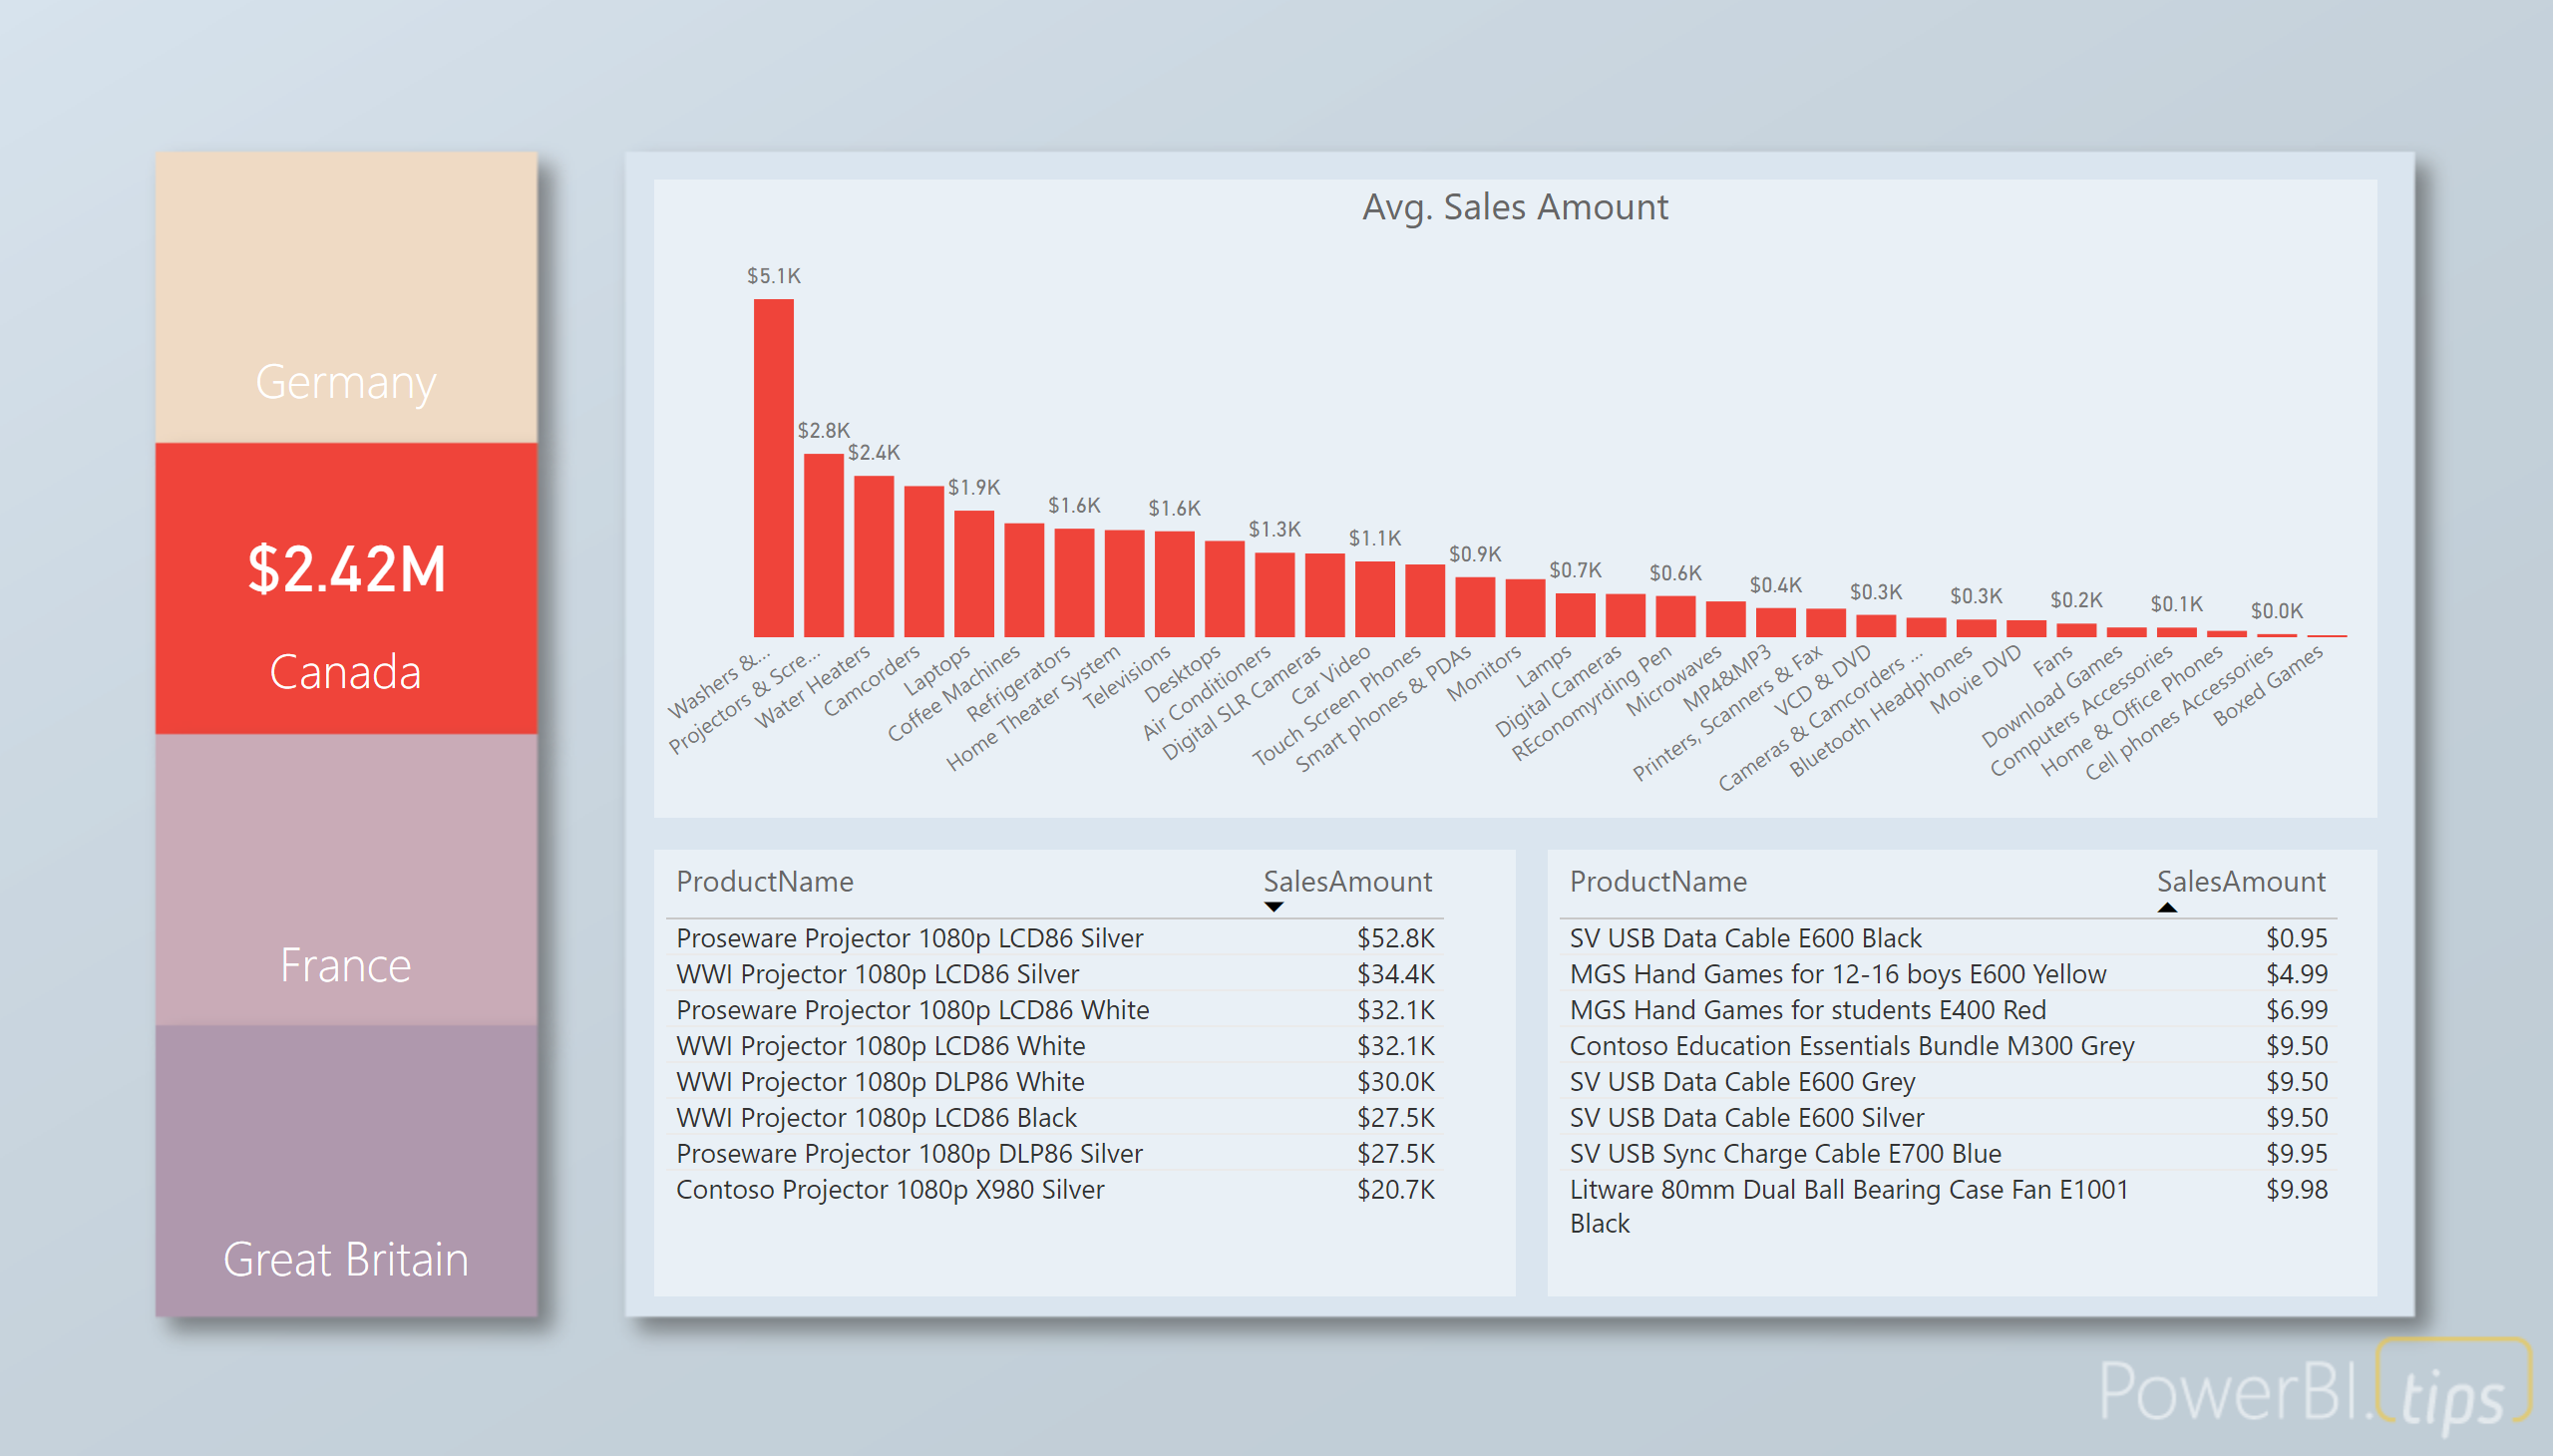 Germany
$2.42M
Canada
France
Great Britain
Avg. Sales Amount
$5.1K
$2.8K
$2.4K
$1.9K
$1.6K
$1.6K
$1.3K
$1.1K
$0.9K
$0.7K
$0.6K
$0.4K
$0.3K
$0.3K
$0.2K
$0.1K
$0.0K
Washers &...
Projectors & Scre...
Water Heaters
Camcorders
Laptops
Coffee Machines
Refrigerators
Home Theater System
Televisions
Desktops
Air Conditioners
Digital SLR Cameras
Car Video
Touch Screen Phones
Smart phones & PDAs
Monitors
Lamps
Digital Cameras
REconomyrding Pen
Microwaves
MP4&MP3
Printers, Scanners & Fax
VCD & DVD
Cameras & Camcorders ...
Bluetooth Headphones
Movie DVD
Fans
Download Games
Computers Accessories
Home & Office Phones
Cell phones Accessories
Boxed Games
ProductName SalesAmount
Proseware Projector 1080p LCD86 Silver $52.8K
WWI Projector 1080p LCD86 Silver $34.4K
Proseware Projector 1080p LCD86 White $32.1K
WWI Projector 1080p LCD86 White $32.1K
WWI Projector 1080p DLP86 White $30.0K
WWI Projector 1080p LCD86 Black $27.5K
Proseware Projector 1080p DLP86 Silver $27.5K
Contoso Projector 1080p X980 Silver $20.7K
ProductName SalesAmount
SV USB Data Cable E600 Black $0.95
MGS Hand Games for 12-16 boys E600 Yellow $4.99
MGS Hand Games for students E400 Red $6.99
Contoso Education Essentials Bundle M300 Grey $9.50
SV USB Data Cable E600 Grey $9.50
SV USB Data Cable E600 Silver $9.50
SV USB Sync Charge Cable E700 Blue $9.95
Litware 80mm Dual Ball Bearing Case Fan E1001 $9.98
Black
PowerBI.tips